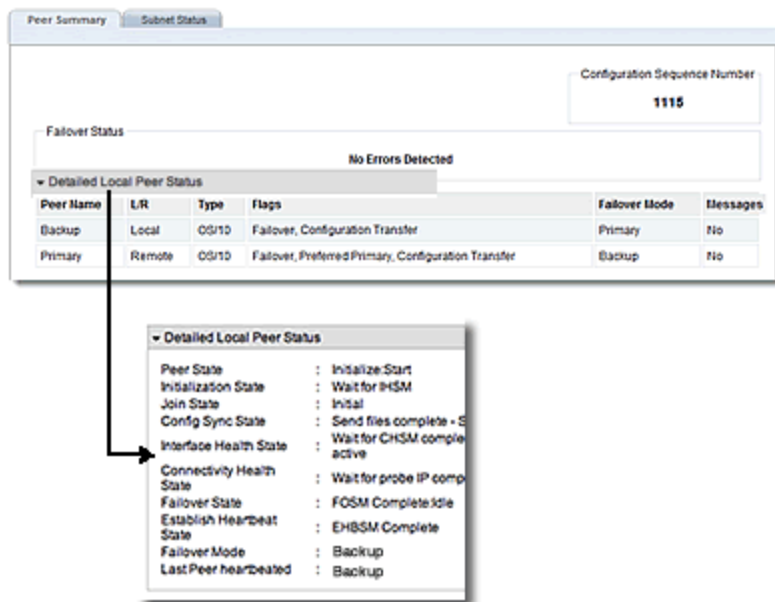 Peer Summary
Subnet Status
Configuration Sequence Number
1115
Failover Status
No Errors Detected
Detailed Local Peer Status
Peer Name L/R Type Flags Failover Mode Messages
Backup Local OS/10 Failover, Configuration Transfer Primary No
Primary Remote OS/10 Failover, Preferred Primary, Configuration Transfer Backup No
Detailed Local Peer Status
Peer State : Initialize:Start
Initialization State : Wait for IHSM
Join State : Initial
Config Sync State : Send files complete - S
Interface Health State : Wait for CHSM comple
active
Connectivity Health
State : Wait for probe IP comp
Failover State : FOSM Complete:Idle
Establish Heartbeat
State : EHBSM Complete
Failover Mode : Backup
Last Peer heartbeated : Backup